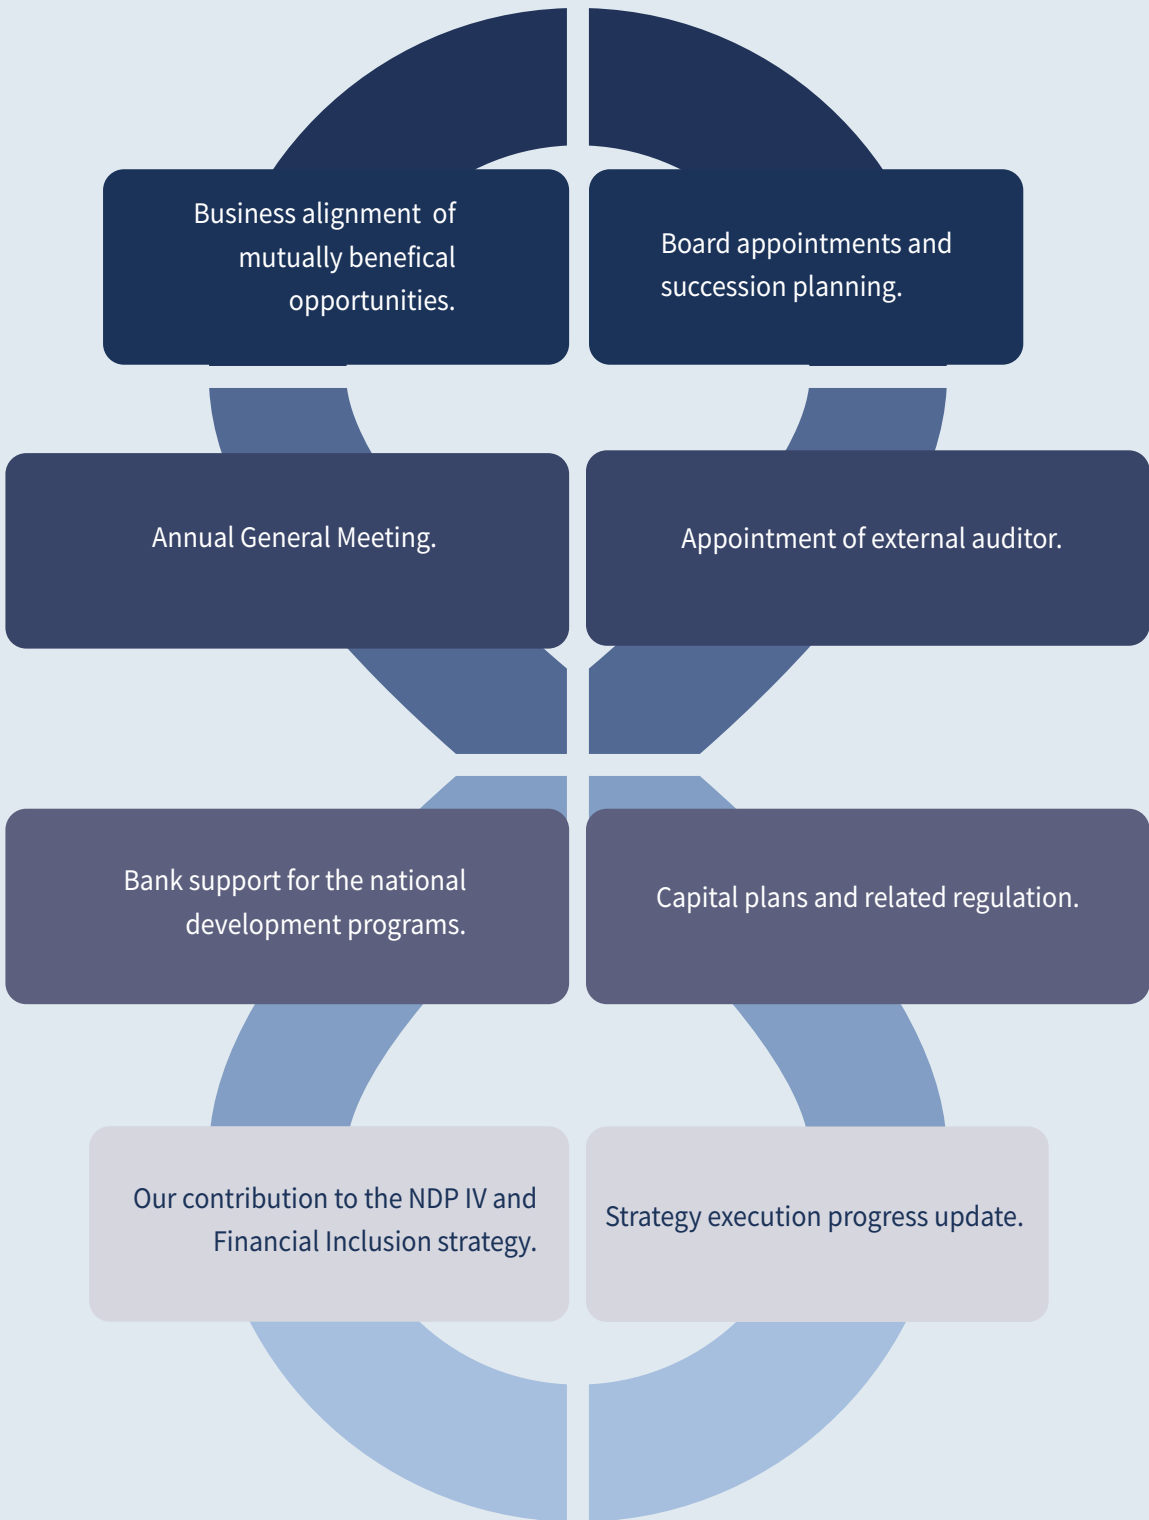 Business alignment of
mutually benefical
opportunities.
Board appointments and
succession planning.
Annual General Meeting.
Appointment of external auditor.
Bank support for the national
development programs.
Capital plans and related regulation.
Our contribution to the NDP IV and
Financial Inclusion strategy.
Strategy execution progress update.